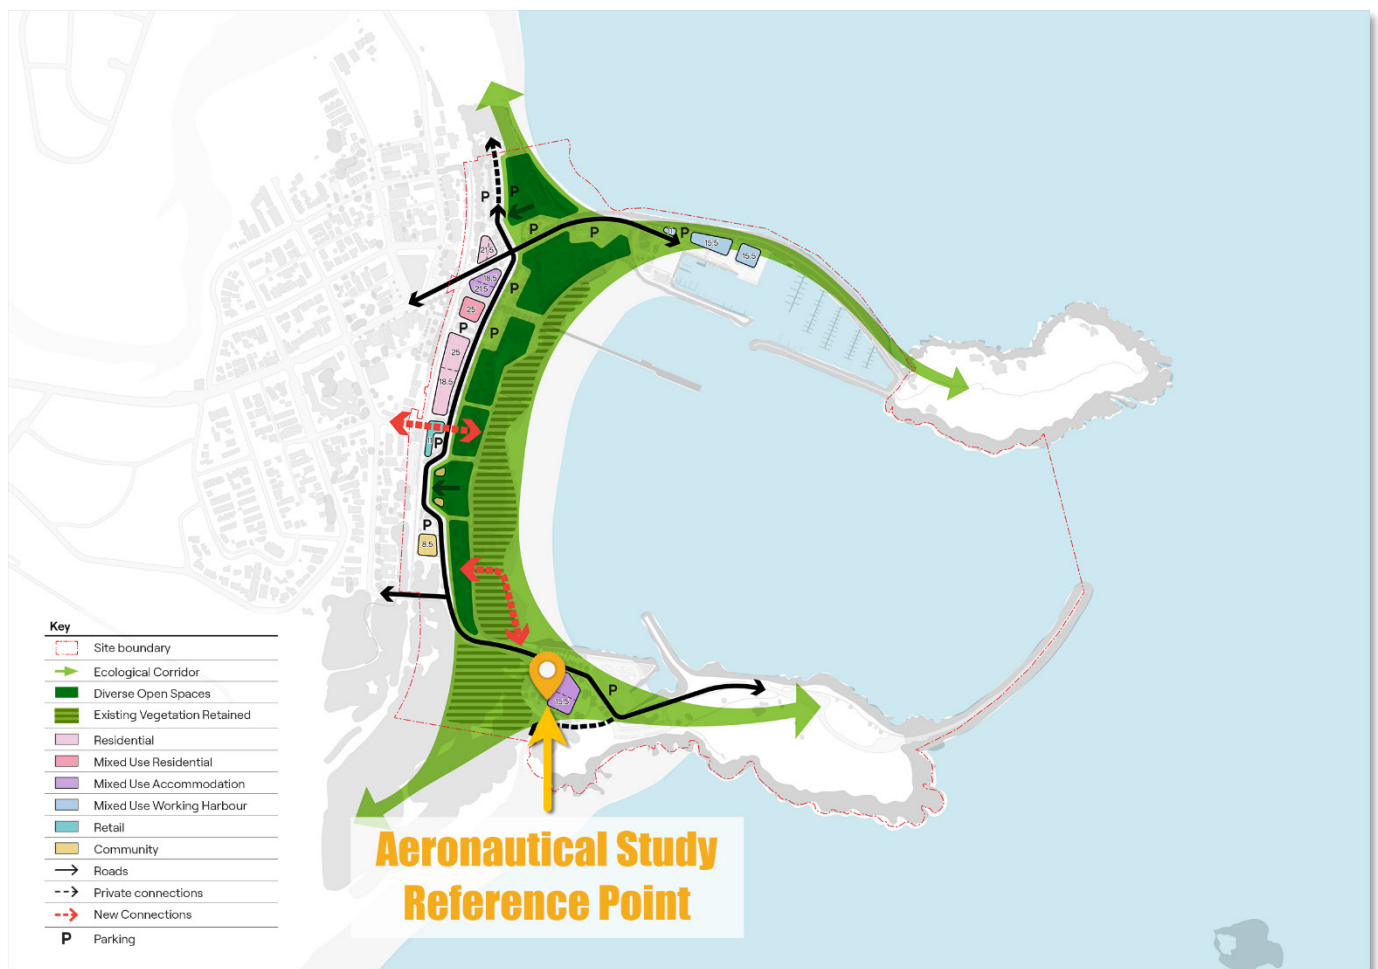 P
P
P
P
P
21.5
15.5
15.5
18.5
21.5
P
25
P
P
25
18.5
11
P
P
8.5
P
15.5
Key
Site boundary
Ecological Corridor
Diverse Open Spaces
Existing Vegetation Retained
Residential
Mixed Use Residential
Mixed Use Accommodation
Mixed Use Working Harbour
Retail
Community
Roads
Private connections
New Connections
P Parking
Aeronautical Study
Reference Point